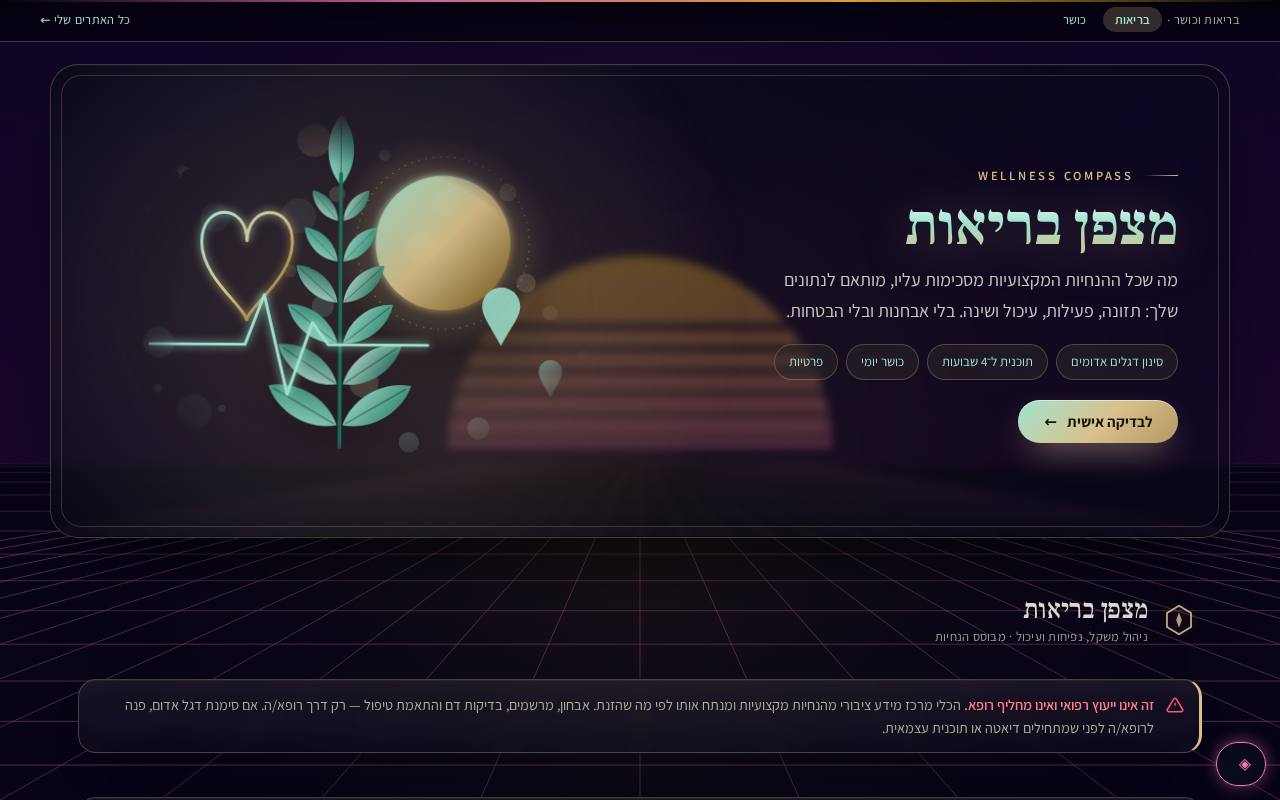 בריאות וכושר ·
בריאות
כושר
כל האתרים שלי ←
WELLNESS COMPASS
מצפן בריאות
מה שכל ההנחיות המקצועיות מסכימות עליו, מותאם לנתונים
שלך: תזונה, פעילות, עיכול ושינה. בלי אבחנות ובלי הבטחות.
סינון דגלים אדומים
תוכנית ל־4 שבועות
כושר יומי
פרטיות
לבדיקה אישית ←
מצפן בריאות
ניהול משקל, נפיחות ועיכול · מבוסס הנחיות
זה אינו ייעוץ רפואי ואינו מחליף רופא. הכלי מרכז מידע ציבורי מהנחיות מקצועיות ומנתח אותו לפי מה שהזנת. אבחון, מרשמים, בדיקות דם והתאמת טיפול — רק דרך רופא/ה. אם סימנת דגל אדום, פנה
לרופא/ה לפני שמתחילים דיאטה או תוכנית עצמאית.